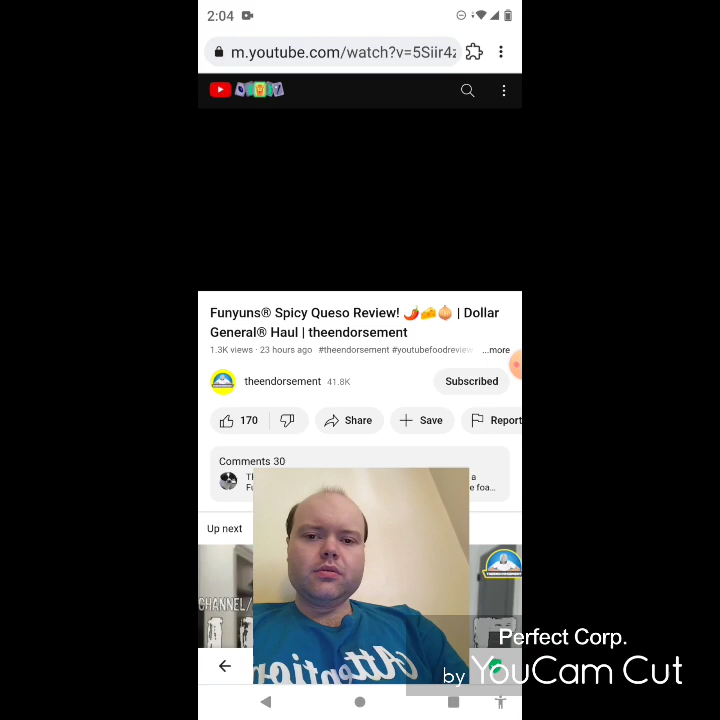 2:04
m.youtube.com/watch?v=5Siir4z
Funyuns® Spicy Queso Review! 🌶️🧀🧅 | Dollar
General® Haul | theendorsement
1.3K views · 23 hours ago #theendorsement #youtubefoodreview ...more
theendorsement 41.8K Subscribed
170 Share Save Report
Comments 30
Up next
CHANNEL/
Attention
Perfect Corp.
by YouCam Cut